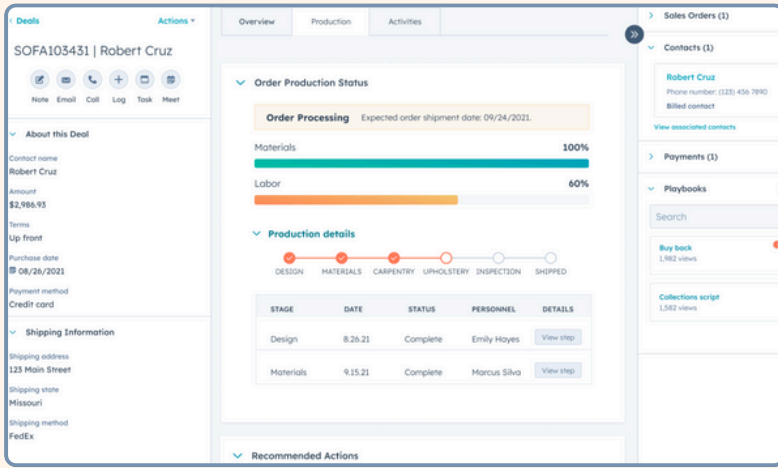 Deals
Actions
SOFA103431 | Robert Cruz
Note Email Call Log Task Meet
About this Deal
Contact name
Robert Cruz
Amount
$2,986.93
Terms
Up front
Purchase date
08/26/2021
Payment method
Credit card
Shipping Information
Shipping address
123 Main Street
Shipping state
Missouri
Shipping method
FedEx
Overview Production Activities
Order Production Status
Order Processing Expected order shipment date: 09/24/2021.
Materials 100%
Labor 60%
Production details
DESIGN MATERIALS CARPENTRY UPHOLSTERY INSPECTION SHIPPED
STAGE DATE STATUS PERSONNEL DETAILS
Design 8.26.21 Complete Emily Hayes View step
Materials 9.15.21 Complete Marcus Silva View step
Recommended Actions
Sales Orders (1)
Contacts (1)
Robert Cruz
Phone number: (123) 456 7890
Billed contact
View associated contacts
Payments (1)
Playbooks
Search
Buy back
1,982 views
Collections script
1,582 views